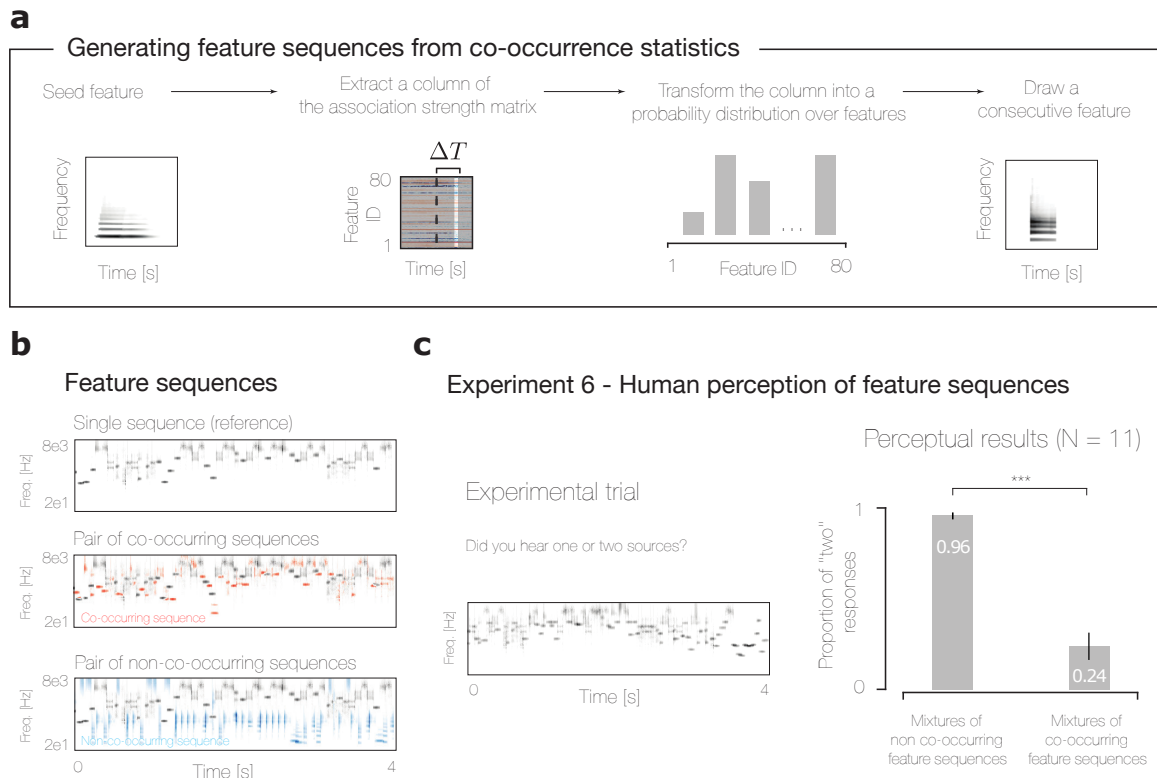 a
Generating feature sequences from co-occurrence statistics
Seed feature
Extract a column of
the association strength matrix
Transform the column into a
probability distribution over features
Draw a
consecutive feature
Frequency
Time [s]
ΔT
Feature
ID
80
1
Time [s]
...
1
Feature ID
80
Frequency
Time [s]
b
Feature sequences
Single sequence (reference)
8e3
Freq. [Hz]
2e1
Pair of co-occurring sequences
8e3
Freq. [Hz]
2e1
Co-occurring sequence
Pair of non-co-occurring sequences
8e3
Freq. [Hz]
2e1
Non-co-occurring sequence
0
Time [s]
4
c
Experiment 6 - Human perception of feature sequences
Experimental trial
Did you hear one or two sources?
Freq. [Hz]
0
Time [s]
4
Perceptual results (N = 11)
***
Proportion of "two"
responses
1
0
0.96
0.24
Mixtures of
non co-occurring
feature sequences
Mixtures of
co-occurring
feature sequences